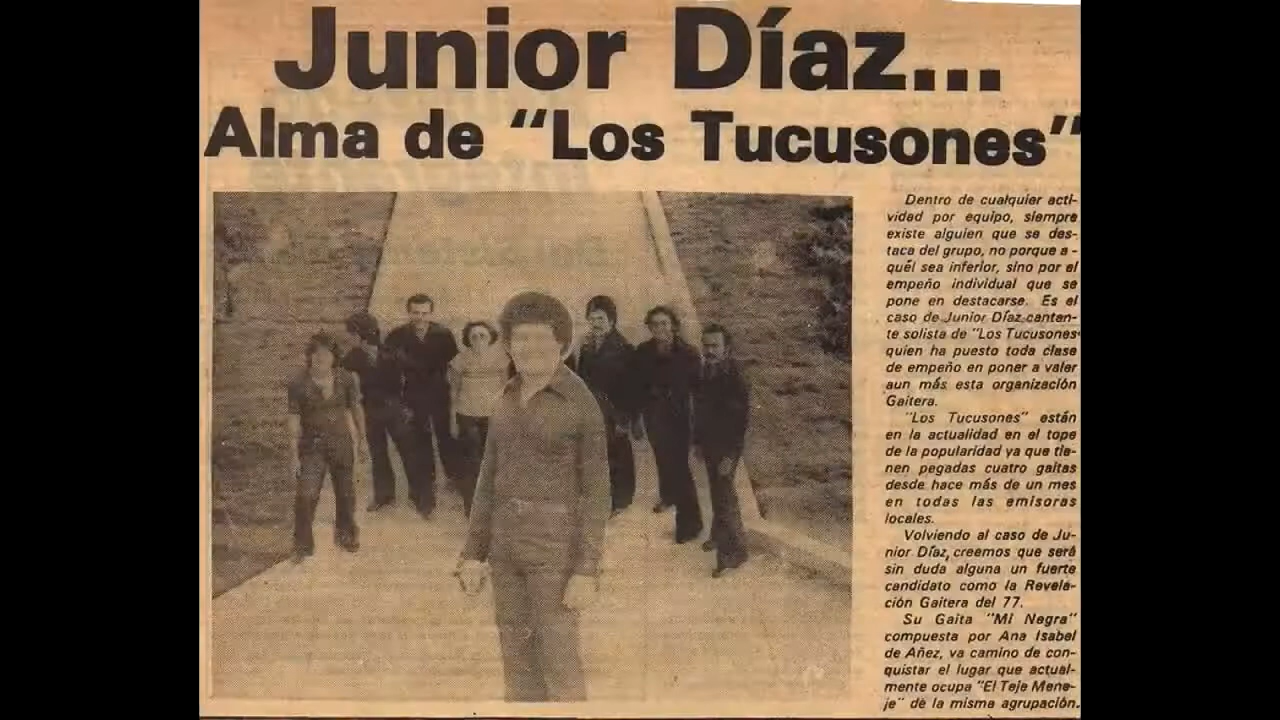 Junior Díaz...
Alma de "Los Tucusones"
Dentro de cualquier acti-
vidad por equipo, siempre
existe alguien que se des-
taca del grupo, no porque a -
quél sea inferior, sino por el
empeño individual que se
pone en destacarse. Es el
caso de Junior Díaz cantan-
te solista de "Los Tucusones"
quien ha puesto toda clase
de empeño en poner a valer
aun más esta organización
Gaitera.
"Los Tucusones" están
en la actualidad en el tope
de la popularidad ya que tie-
nen pegadas cuatro gaitas
desde hace más de un mes
en todas las emisoras
locales.
Volviendo al caso de Ju-
nior Díaz, creemos que será
sin duda alguna un fuerte
candidato como la Revela-
ción Gaitera del 77.
Su Gaita "Mi Negra"
compuesta por Ana Isabel
de Añez, va camino de con-
quistar el lugar que actual-
mente ocupa "El Teje Mene-
je" de la misma agrupación.